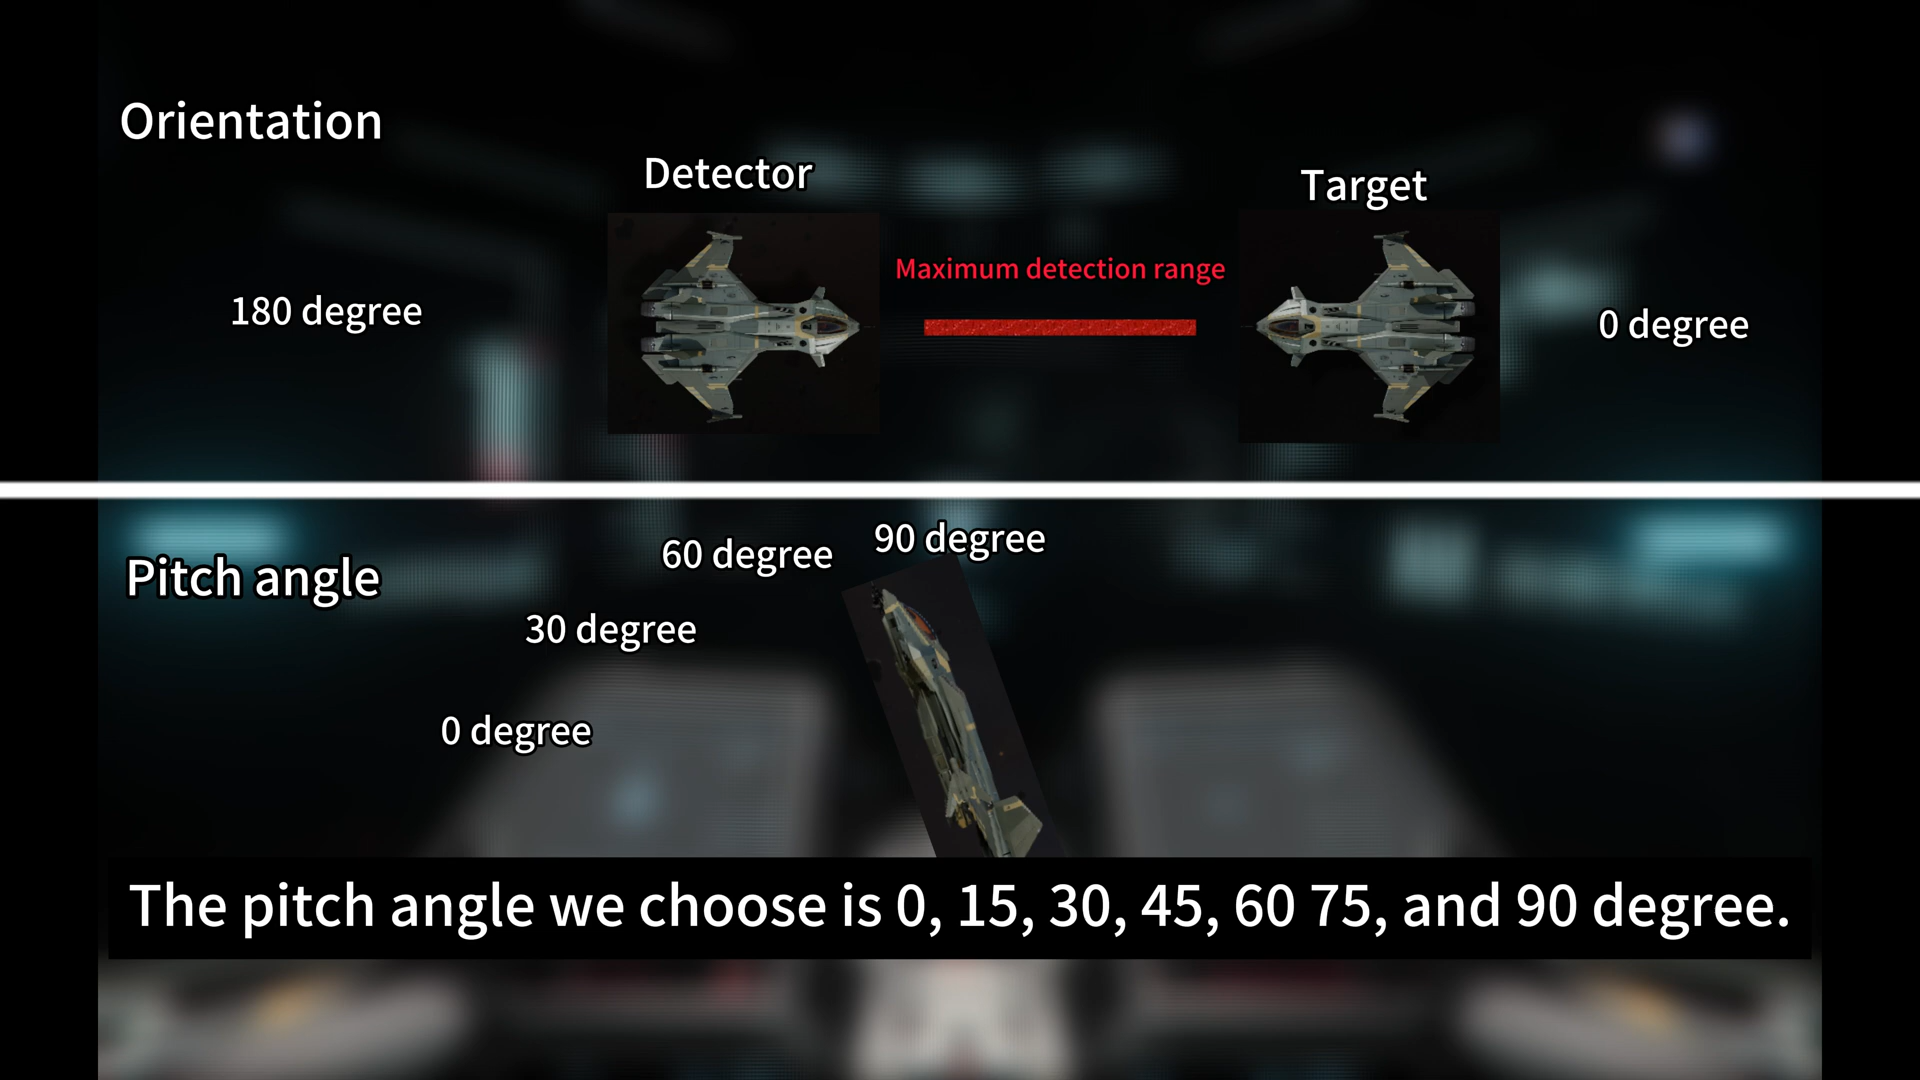 Orientation
Detector
Target
Maximum detection range
180 degree
0 degree
90 degree
60 degree
Pitch angle
30 degree
0 degree
The pitch angle we choose is 0, 15, 30, 45, 60 75, and 90 degree.